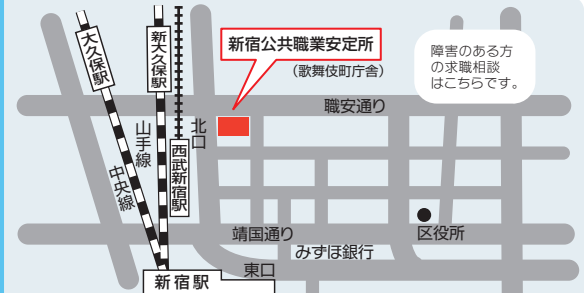 大久保駅
新大久保駅
新宿公共職業安定所
（歌舞伎町庁舎）
障害のある方
の求職相談
はこちらです。
職安通り
山手線
北口
西武新宿駅
中央線
靖国通り
区役所
みずほ銀行
東口
新宿駅